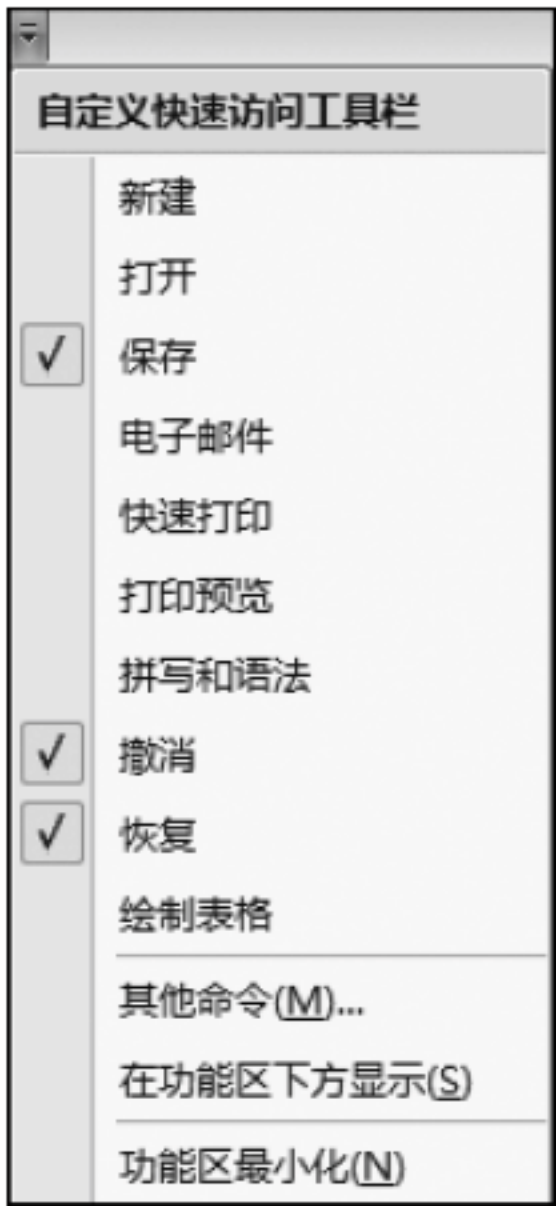 自定义快速访问工具栏
新建
打开
保存
电子邮件
快速打印
打印预览
拼写和语法
撤消
恢复
绘制表格
其他命令(M)...
在功能区下方显示(S)
功能区最小化(N)